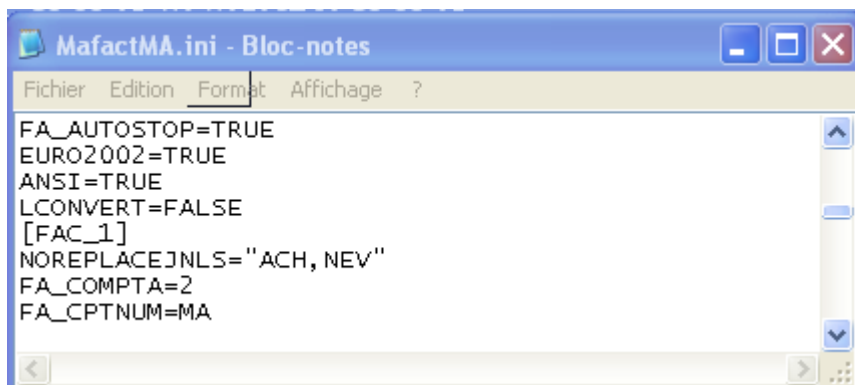 MafactMA.ini - Bloc-notes
Fichier Edition Format Affichage ?
FA_AUTOSTOP=TRUE
EURO2002=TRUE
ANSI=TRUE
LCONVERT=FALSE
[FAC_1]
NOREPLACEJNLS="ACH,NEV"
FA_COMPTA=2
FA_CPTNUM=MA